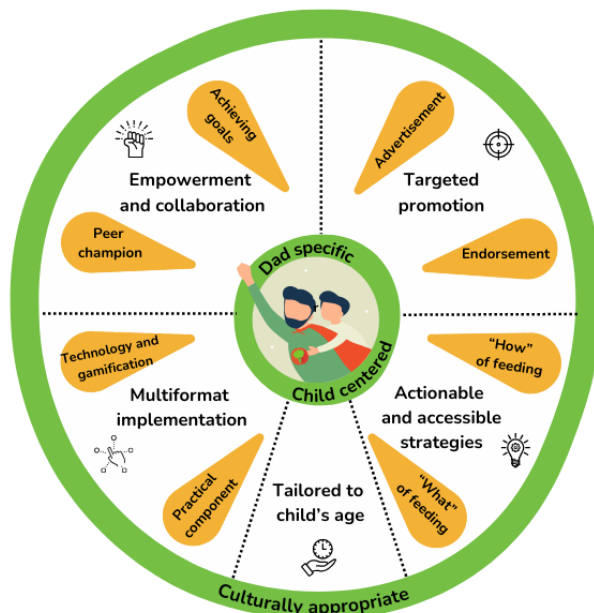 Achieving
goals
Empowerment
and collaboration
Peer
champion
Advertisement
Targeted
promotion
Endorsement
Dad specific
Child centered
Technology and
gamification
Multiformat
implementation
Practical
component
"How"
of feeding
Actionable
and accessible
strategies
"What"
of feeding
Tailored to
child's age
Culturally appropriate